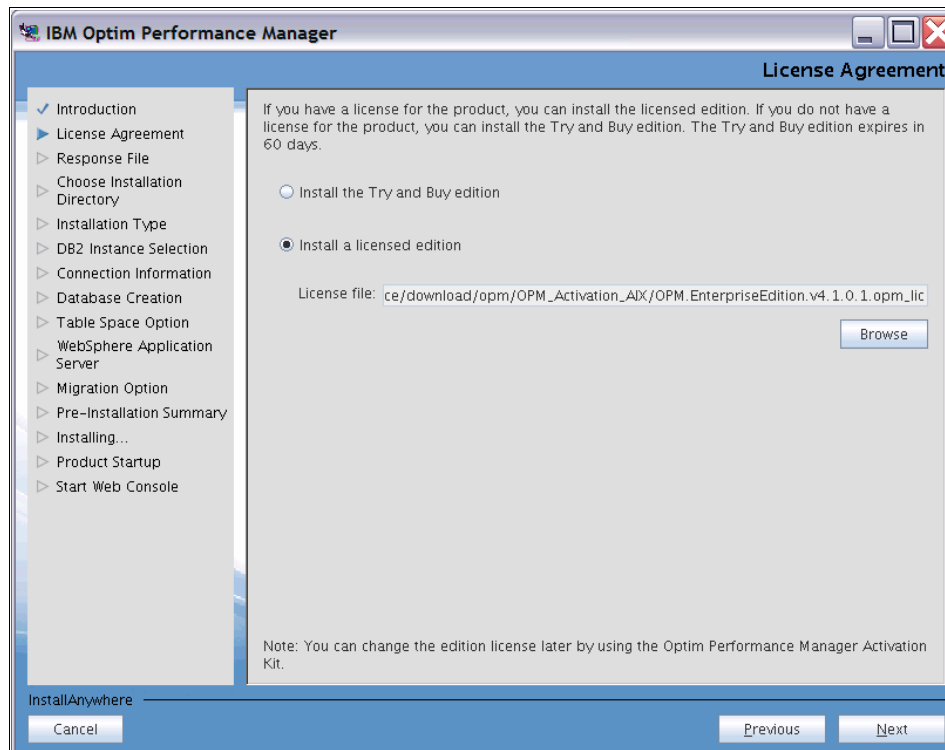 IBM Optim Performance Manager
License Agreement
Introduction
License Agreement
Response File
Choose Installation
Directory
Installation Type
DB2 Instance Selection
Connection Information
Database Creation
Table Space Option
WebSphere Application
Server
Migration Option
Pre-Installation Summary
Installing...
Product Startup
Start Web Console
If you have a license for the product, you can install the licensed edition. If you do not have a
license for the product, you can install the Try and Buy edition. The Try and Buy edition expires in
60 days.
Install the Try and Buy edition
Install a licensed edition
License file: ce/download/opm/OPM_Activation_AIX/OPM.EnterpriseEdition.v4.1.0.1.opm_lic
Browse
Note: You can change the edition license later by using the Optim Performance Manager Activation
Kit.
InstallAnywhere
Cancel
Previous
Next